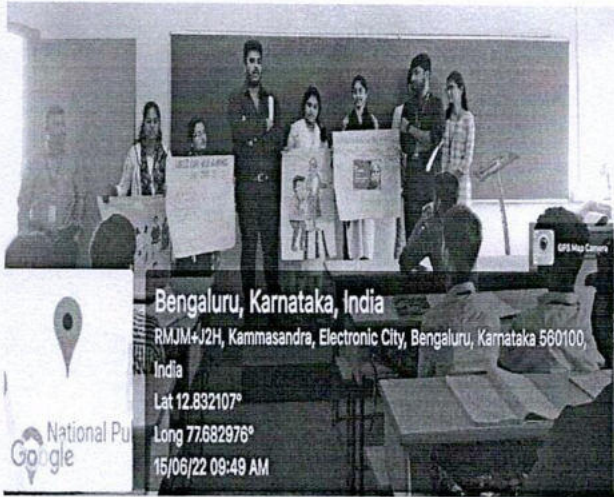 GPS Map Camera
Bengaluru, Karnataka, India
RMJM+J2H, Kammasandra, Electronic City, Bengaluru, Karnataka 560100,
India
Lat 12.832107°
Long 77.682976°
15/06/22 09:49 AM
National Pu
Google